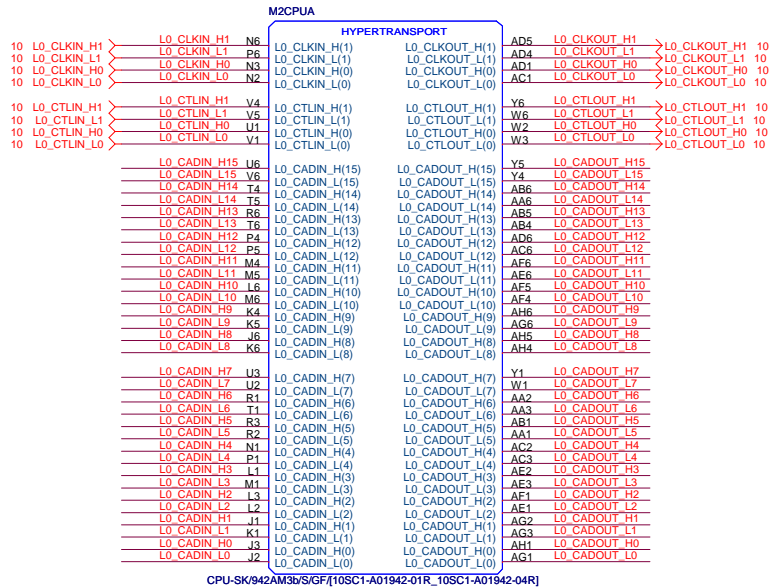 M2CPUA
HYPERTRANSPORT
10 L0_CLKIN_H1 L0_CLKIN_H1 N6 L0_CLKIN_H(1) L0_CLKOUT_H(1) AD5 L0_CLKOUT_H1 L0_CLKOUT_H1 10
10 L0_CLKIN_L1 L0_CLKIN_L1 P6 L0_CLKIN_L(1) L0_CLKOUT_L(1) AD4 L0_CLKOUT_L1 L0_CLKOUT_L1 10
10 L0_CLKIN_H0 L0_CLKIN_H0 N3 L0_CLKIN_H(0) L0_CLKOUT_H(0) AD1 L0_CLKOUT_H0 L0_CLKOUT_H0 10
10 L0_CLKIN_L0 L0_CLKIN_L0 N2 L0_CLKIN_L(0) L0_CLKOUT_L(0) AC1 L0_CLKOUT_L0 L0_CLKOUT_L0 10
10 L0_CTLIN_H1 L0_CTLIN_H1 V4 L0_CTLIN_H(1) L0_CTLOUT_H(1) Y6 L0_CTLOUT_H1 L0_CTLOUT_H1 10
10 L0_CTLIN_L1 L0_CTLIN_L1 V5 L0_CTLIN_L(1) L0_CTLOUT_L(1) W6 L0_CTLOUT_L1 L0_CTLOUT_L1 10
10 L0_CTLIN_H0 L0_CTLIN_H0 U1 L0_CTLIN_H(0) L0_CTLOUT_H(0) W2 L0_CTLOUT_H0 L0_CTLOUT_H0 10
10 L0_CTLIN_L0 L0_CTLIN_L0 V1 L0_CTLIN_L(0) L0_CTLOUT_L(0) W3 L0_CTLOUT_L0 L0_CTLOUT_L0 10
L0_CADIN_H15 U6 L0_CADIN_H(15) L0_CADOUT_H(15) Y5 L0_CADOUT_H15
L0_CADIN_L15 V6 L0_CADIN_L(15) L0_CADOUT_L(15) Y4 L0_CADOUT_L15
L0_CADIN_H14 T4 L0_CADIN_H(14) L0_CADOUT_H(14) AB6 L0_CADOUT_H14
L0_CADIN_L14 T5 L0_CADIN_L(14) L0_CADOUT_L(14) AA6 L0_CADOUT_L14
L0_CADIN_H13 R6 L0_CADIN_H(13) L0_CADOUT_H(13) AB5 L0_CADOUT_H13
L0_CADIN_L13 T6 L0_CADIN_L(13) L0_CADOUT_L(13) AB4 L0_CADOUT_L13
L0_CADIN_H12 P4 L0_CADIN_H(12) L0_CADOUT_H(12) AD6 L0_CADOUT_H12
L0_CADIN_L12 P5 L0_CADIN_L(12) L0_CADOUT_L(12) AC6 L0_CADOUT_L12
L0_CADIN_H11 M4 L0_CADIN_H(11) L0_CADOUT_H(11) AF6 L0_CADOUT_H11
L0_CADIN_L11 M5 L0_CADIN_L(11) L0_CADOUT_L(11) AE6 L0_CADOUT_L11
L0_CADIN_H10 L6 L0_CADIN_H(10) L0_CADOUT_H(10) AF5 L0_CADOUT_H10
L0_CADIN_L10 M6 L0_CADIN_L(10) L0_CADOUT_L(10) AF4 L0_CADOUT_L10
L0_CADIN_H9 K4 L0_CADIN_H(9) L0_CADOUT_H(9) AH6 L0_CADOUT_H9
L0_CADIN_L9 K5 L0_CADIN_L(9) L0_CADOUT_L(9) AG6 L0_CADOUT_L9
L0_CADIN_H8 J6 L0_CADIN_H(8) L0_CADOUT_H(8) AH5 L0_CADOUT_H8
L0_CADIN_L8 K6 L0_CADIN_L(8) L0_CADOUT_L(8) AH4 L0_CADOUT_L8
L0_CADIN_H7 U3 L0_CADIN_H(7) L0_CADOUT_H(7) Y1 L0_CADOUT_H7
L0_CADIN_L7 U2 L0_CADIN_L(7) L0_CADOUT_L(7) W1 L0_CADOUT_L7
L0_CADIN_H6 R1 L0_CADIN_H(6) L0_CADOUT_H(6) AA2 L0_CADOUT_H6
L0_CADIN_L6 T1 L0_CADIN_L(6) L0_CADOUT_L(6) AA3 L0_CADOUT_L6
L0_CADIN_H5 R3 L0_CADIN_H(5) L0_CADOUT_H(5) AB1 L0_CADOUT_H5
L0_CADIN_L5 R2 L0_CADIN_L(5) L0_CADOUT_L(5) AA1 L0_CADOUT_L5
L0_CADIN_H4 N1 L0_CADIN_H(4) L0_CADOUT_H(4) AC2 L0_CADOUT_H4
L0_CADIN_L4 P1 L0_CADIN_L(4) L0_CADOUT_L(4) AC3 L0_CADOUT_L4
L0_CADIN_H3 L1 L0_CADIN_H(3) L0_CADOUT_H(3) AE2 L0_CADOUT_H3
L0_CADIN_L3 M1 L0_CADIN_L(3) L0_CADOUT_L(3) AE3 L0_CADOUT_L3
L0_CADIN_H2 L3 L0_CADIN_H(2) L0_CADOUT_H(2) AF1 L0_CADOUT_H2
L0_CADIN_L2 L2 L0_CADIN_L(2) L0_CADOUT_L(2) AE1 L0_CADOUT_L2
L0_CADIN_H1 J1 L0_CADIN_H(1) L0_CADOUT_H(1) AG2 L0_CADOUT_H1
L0_CADIN_L1 K1 L0_CADIN_L(1) L0_CADOUT_L(1) AG3 L0_CADOUT_L1
L0_CADIN_H0 J3 L0_CADIN_H(0) L0_CADOUT_H(0) AH1 L0_CADOUT_H0
L0_CADIN_L0 J2 L0_CADIN_L(0) L0_CADOUT_L(0) AG1 L0_CADOUT_L0
CPU-SK/942AM3b/S/GF/[10SC1-A01942-01R_10SC1-A01942-04R]